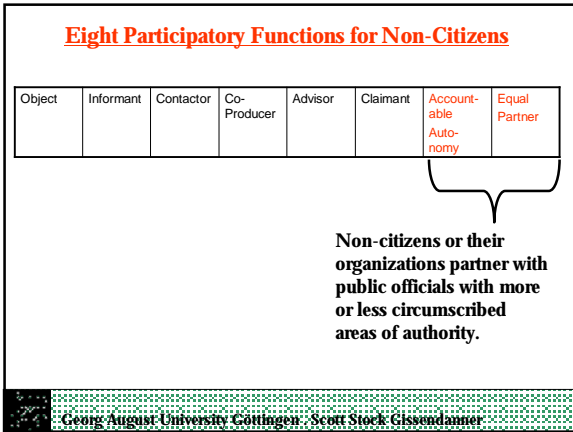 Eight Participatory Functions for Non-Citizens
Object Informant Contactor Co- Advisor Claimant Account- Equal
Producer able Partner
Auto-
nomy
Non-citizens or their
organizations partner with
public officials with more
or less circumscribed
areas of authority.
Georg August University Göttingen . Scott Stock Gissendanner